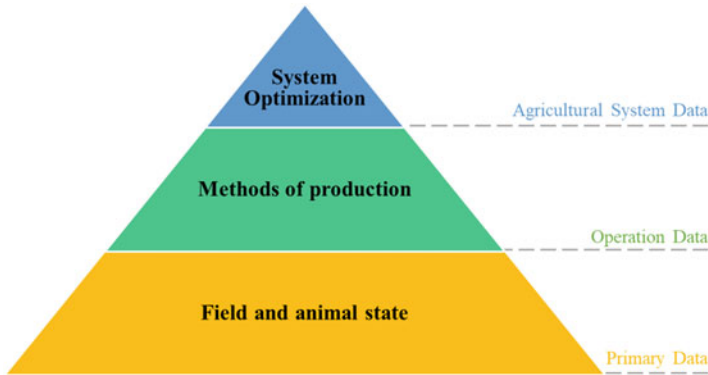 System
Optimization
Agricultural System Data
Methods of production
Operation Data
Field and animal state
Primary Data